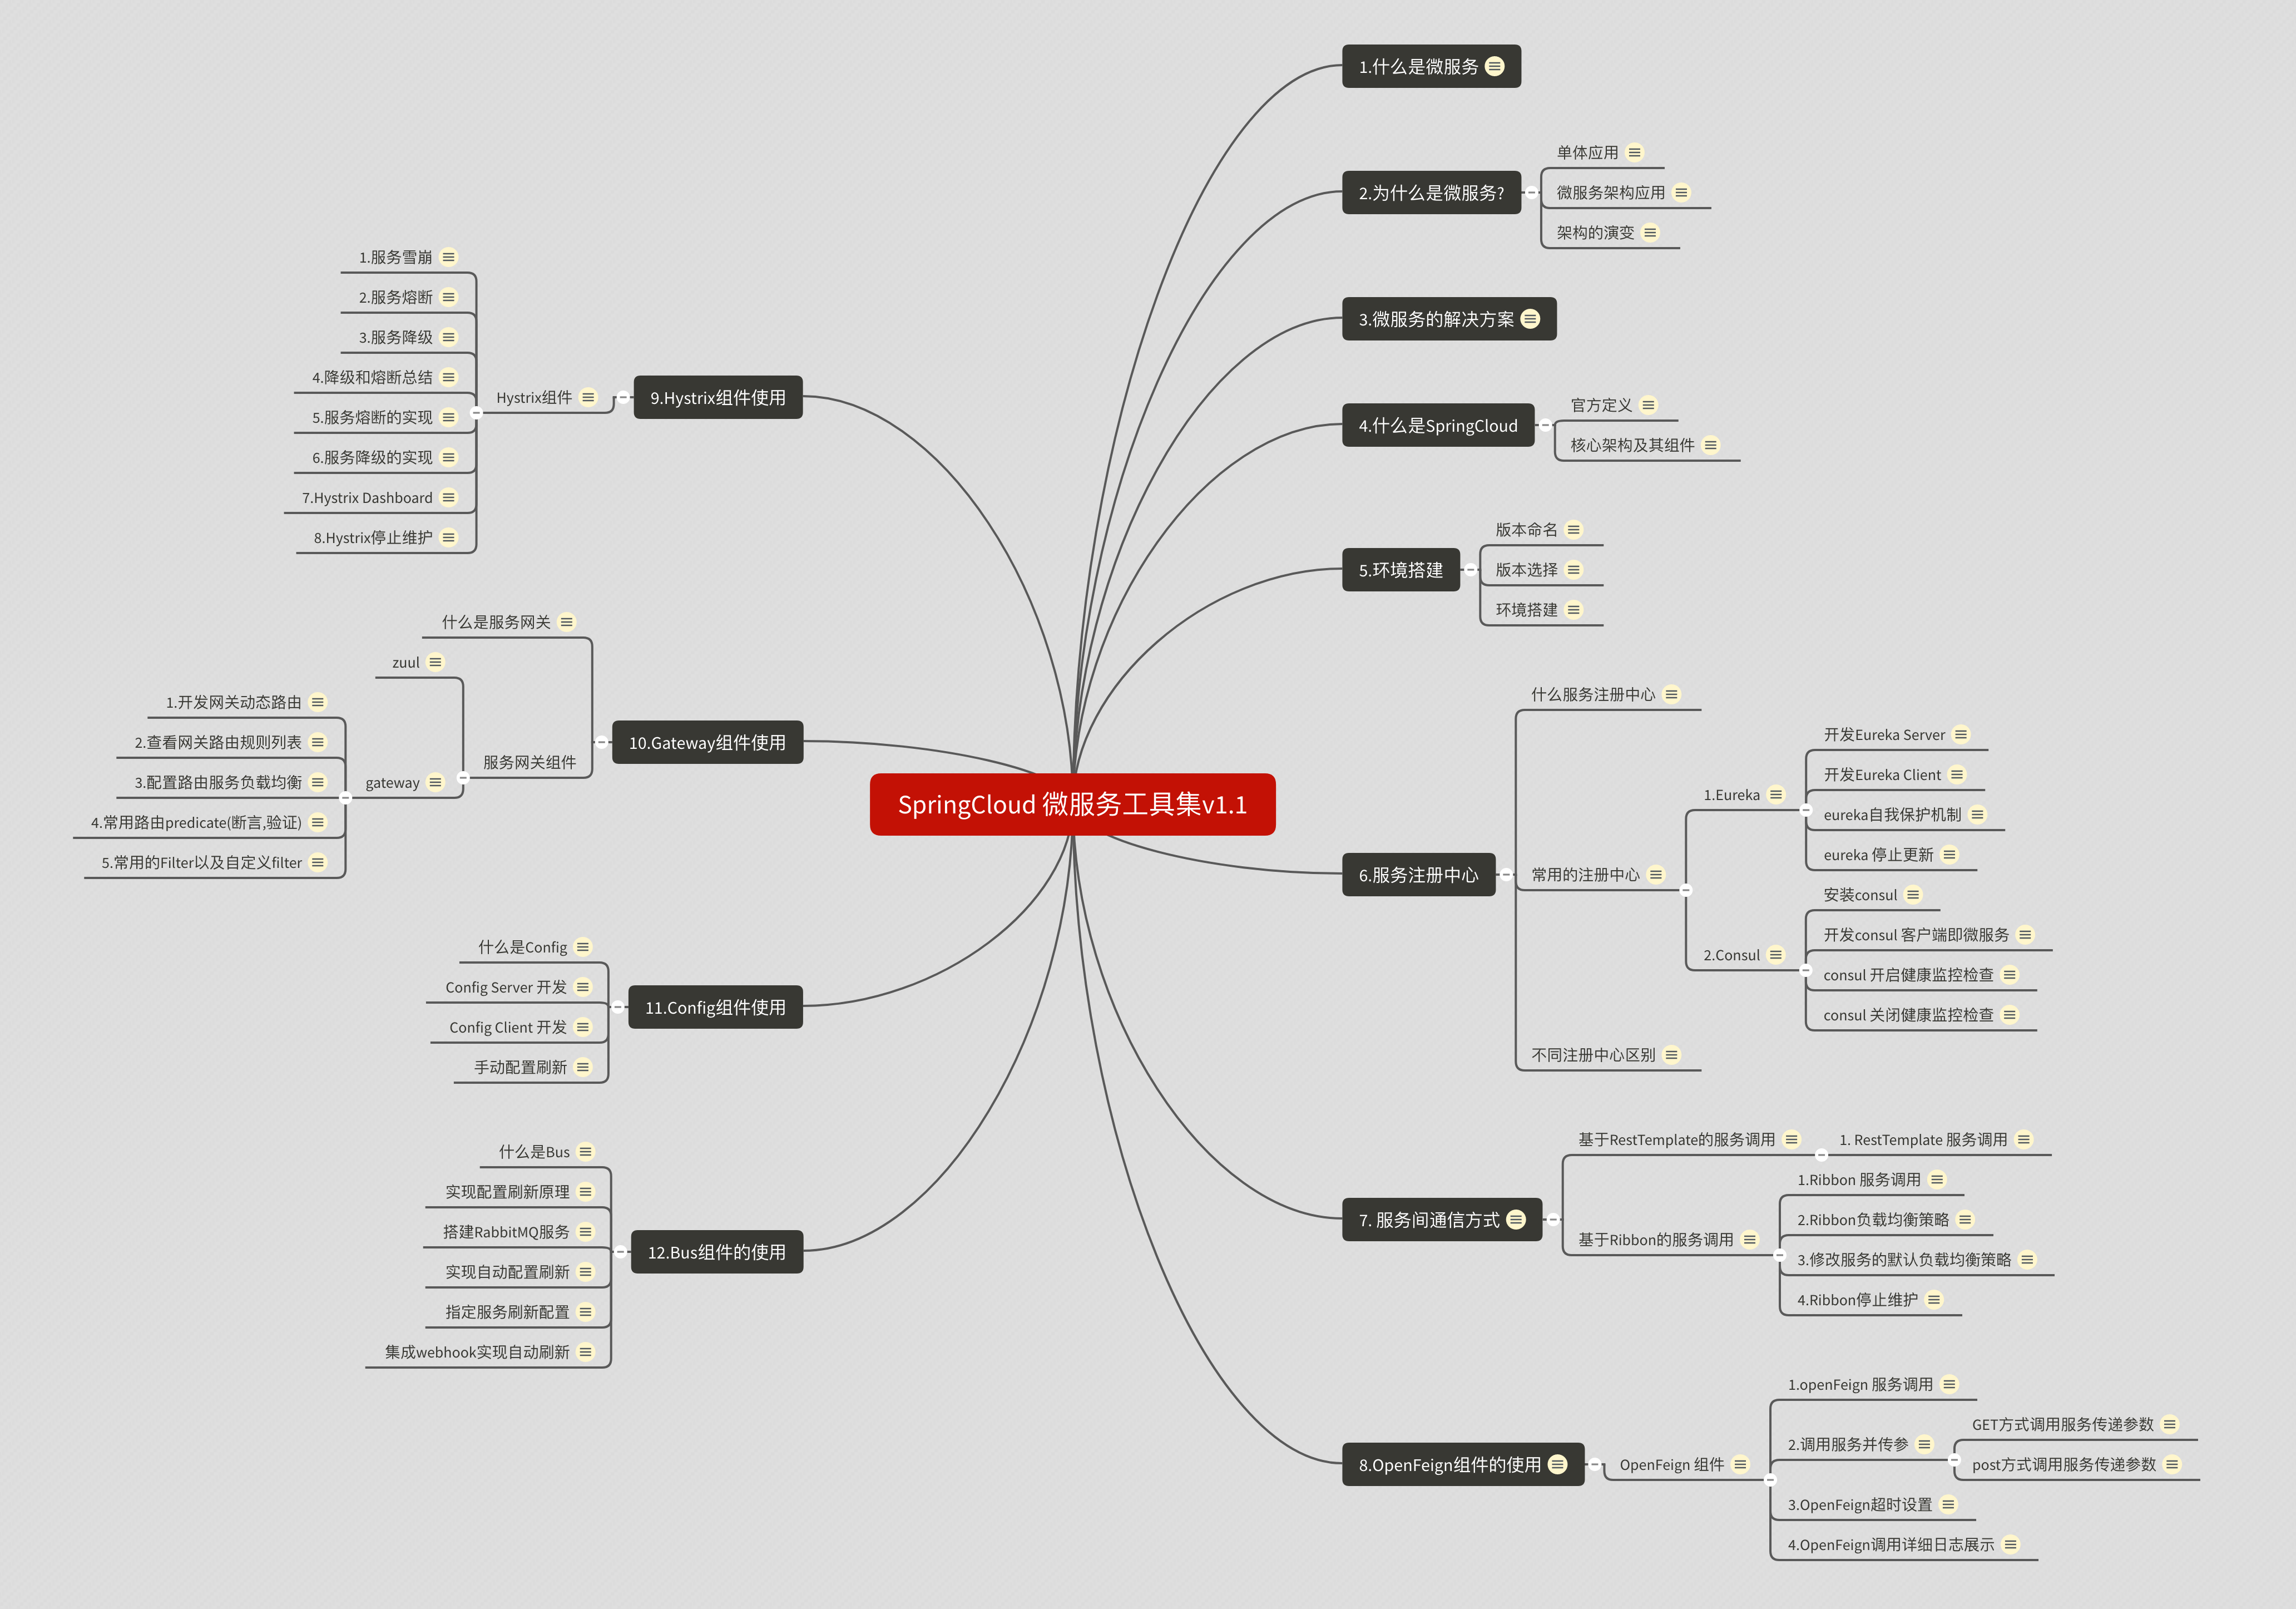 SpringCloud 微服务工具集v1.1
1.什么是微服务
2.为什么是微服务?
单体应用
微服务架构应用
架构的演变
3.微服务的解决方案
4.什么是SpringCloud
官方定义
核心架构及其组件
5.环境搭建
版本命名
版本选择
环境搭建
6.服务注册中心
什么服务注册中心
常用的注册中心
1.Eureka
开发Eureka Server
开发Eureka Client
eureka自我保护机制
eureka 停止更新
2.Consul
安装consul
开发consul 客户端即微服务
consul 开启健康监控检查
consul 关闭健康监控检查
不同注册中心区别
7. 服务间通信方式
基于RestTemplate的服务调用
1. RestTemplate 服务调用
基于Ribbon的服务调用
1.Ribbon 服务调用
2.Ribbon负载均衡策略
3.修改服务的默认负载均衡策略
4.Ribbon停止维护
8.OpenFeign组件的使用
OpenFeign 组件
1.openFeign 服务调用
2.调用服务并传参
GET方式调用服务传递参数
post方式调用服务传递参数
3.OpenFeign超时设置
4.OpenFeign调用详细日志展示
9.Hystrix组件使用
Hystrix组件
1.服务雪崩
2.服务熔断
3.服务降级
4.降级和熔断总结
5.服务熔断的实现
6.服务降级的实现
7.Hystrix Dashboard
8.Hystrix停止维护
10.Gateway组件使用
什么是服务网关
服务网关组件
zuul
gateway
1.开发网关动态路由
2.查看网关路由规则列表
3.配置路由服务负载均衡
4.常用路由predicate(断言,验证)
5.常用的Filter以及自定义filter
11.Config组件使用
什么是Config
Config Server 开发
Config Client 开发
手动配置刷新
12.Bus组件的使用
什么是Bus
实现配置刷新原理
搭建RabbitMQ服务
实现自动配置刷新
指定服务刷新配置
集成webhook实现自动刷新